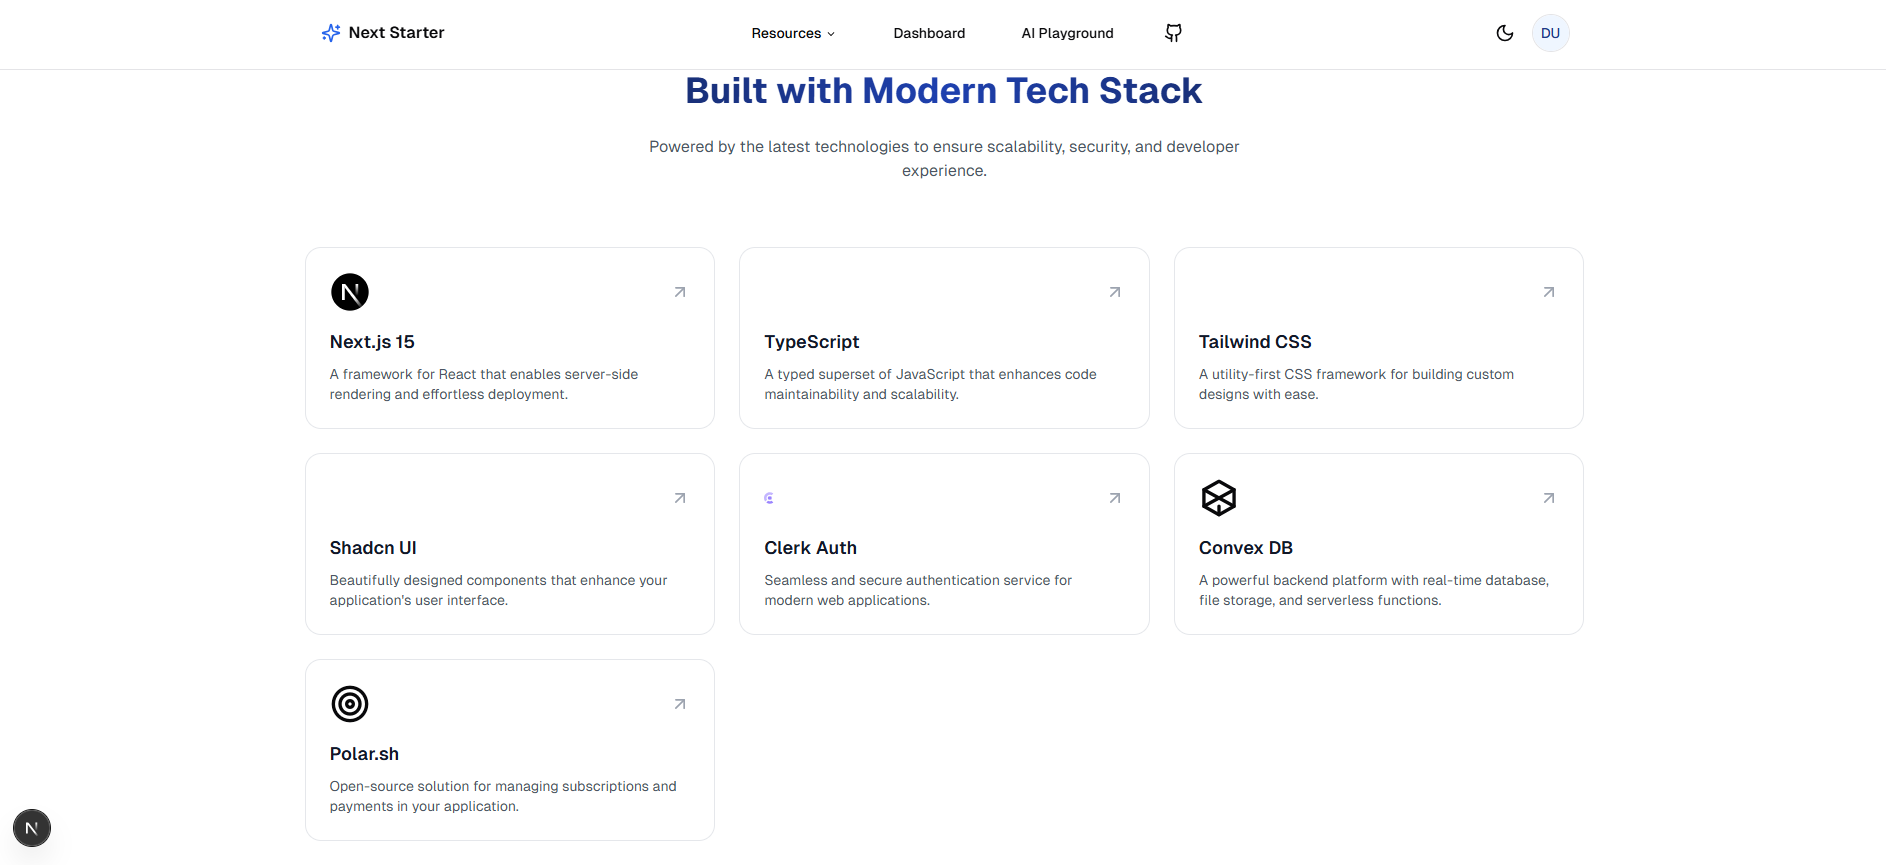 Next Starter
Resources
Dashboard
AI Playground
DU
Built with Modern Tech Stack
Powered by the latest technologies to ensure scalability, security, and developer
experience.
N
Next.js 15
A framework for React that enables server-side
rendering and effortless deployment.
TypeScript
A typed superset of JavaScript that enhances code
maintainability and scalability.
Tailwind CSS
A utility-first CSS framework for building custom
designs with ease.
Shadcn UI
Beautifully designed components that enhance your
application's user interface.
Clerk Auth
Seamless and secure authentication service for
modern web applications.
Convex DB
A powerful backend platform with real-time database,
file storage, and serverless functions.
Polar.sh
Open-source solution for managing subscriptions and
payments in your application.
N